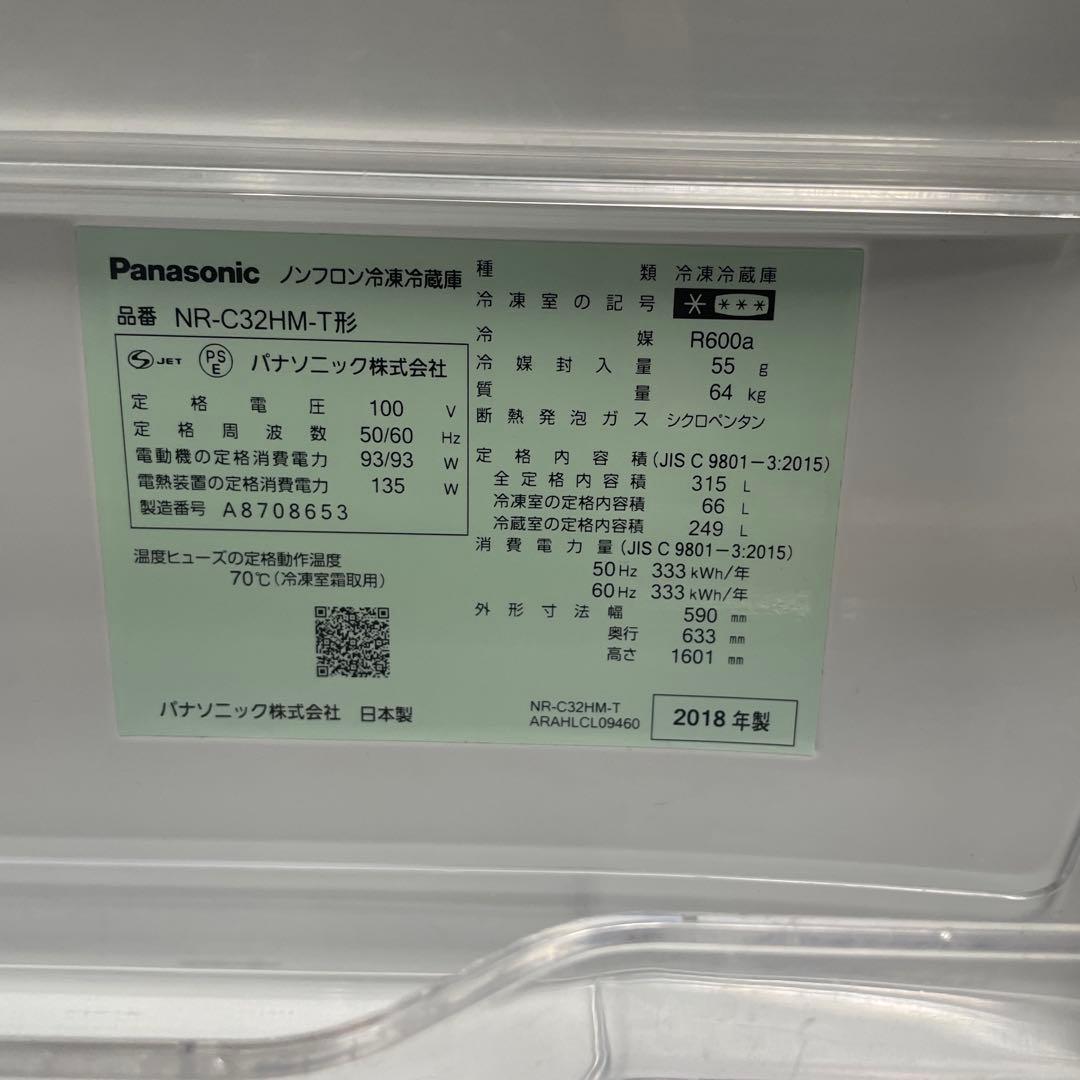 Panasonic ノンフロン冷凍冷蔵庫
品番 NR-C32HM-T形
JET PSE パナソニック株式会社
定格電圧 100 V
定格周波数 50/60 Hz
電動機の定格消費電力 93/93 W
電熱装置の定格消費電力 135 W
製造番号 A8708653
温度ヒューズの定格動作温度
70℃(冷凍室霜取用)
パナソニック株式会社 日本製
種類 冷凍冷蔵庫
冷凍室の記号 * ***
冷媒 R600a
冷媒封入量 55 g
質量 64 kg
断熱発泡ガス シクロペンタン
定格内容積 (JIS C 9801-3:2015)
全定格内容積 315 L
冷凍室の定格内容積 66 L
冷蔵室の定格内容積 249 L
消費電力量 (JIS C 9801-3:2015)
50Hz 333 kWh/年
60Hz 333 kWh/年
外形寸法 幅 590 mm
奥行 633 mm
高さ 1601 mm
NR-C32HM-T
ARAHLCL09460
2018 年製